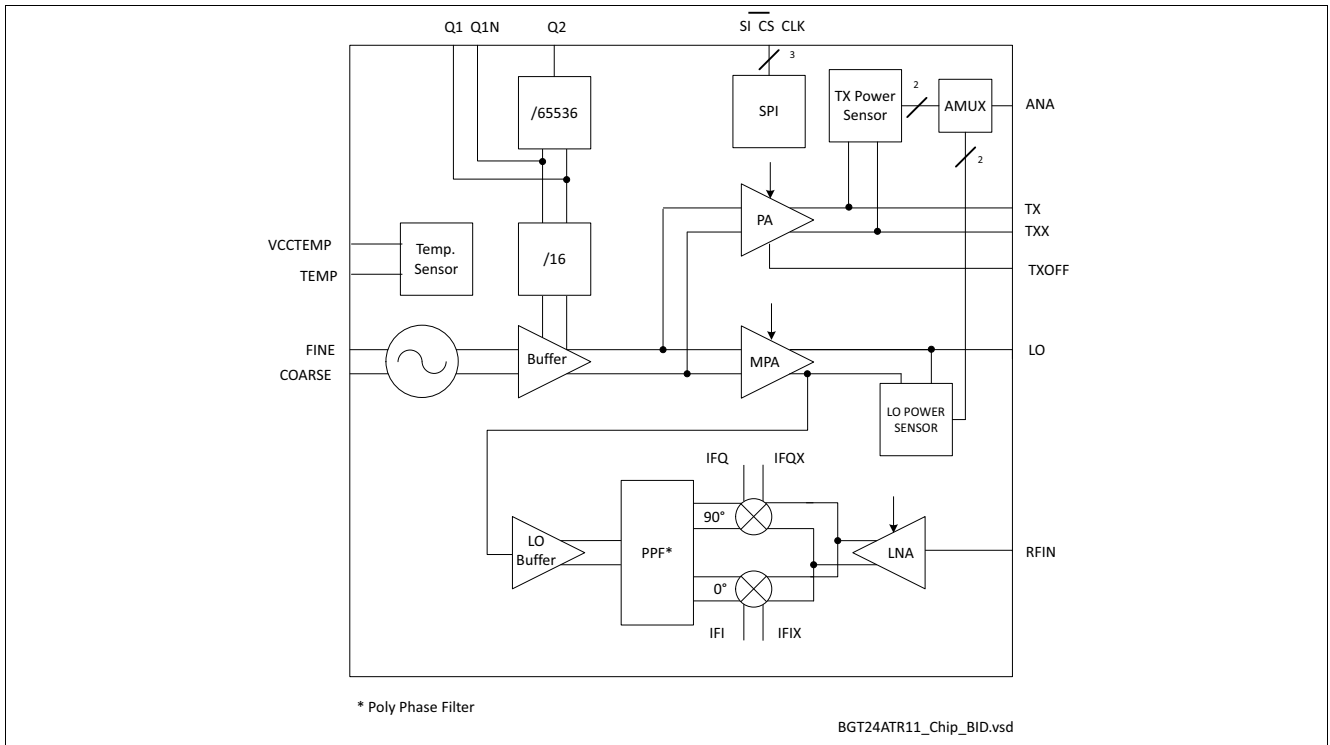 Q1 Q1N Q2 SI CS CLK
3
/65536
SPI
TX Power
Sensor
2
AMUX
ANA
2
PA
TX
TXX
TXOFF
VCCTEMP
TEMP
Temp.
Sensor
/16
FINE
COARSE
Buffer
MPA
LO
LO POWER
SENSOR
IFQ IFQX
90°
LO
Buffer
PPF*
LNA
RFIN
0°
IFI IFIX
* Poly Phase Filter
BGT24ATR11_Chip_BID.vsd